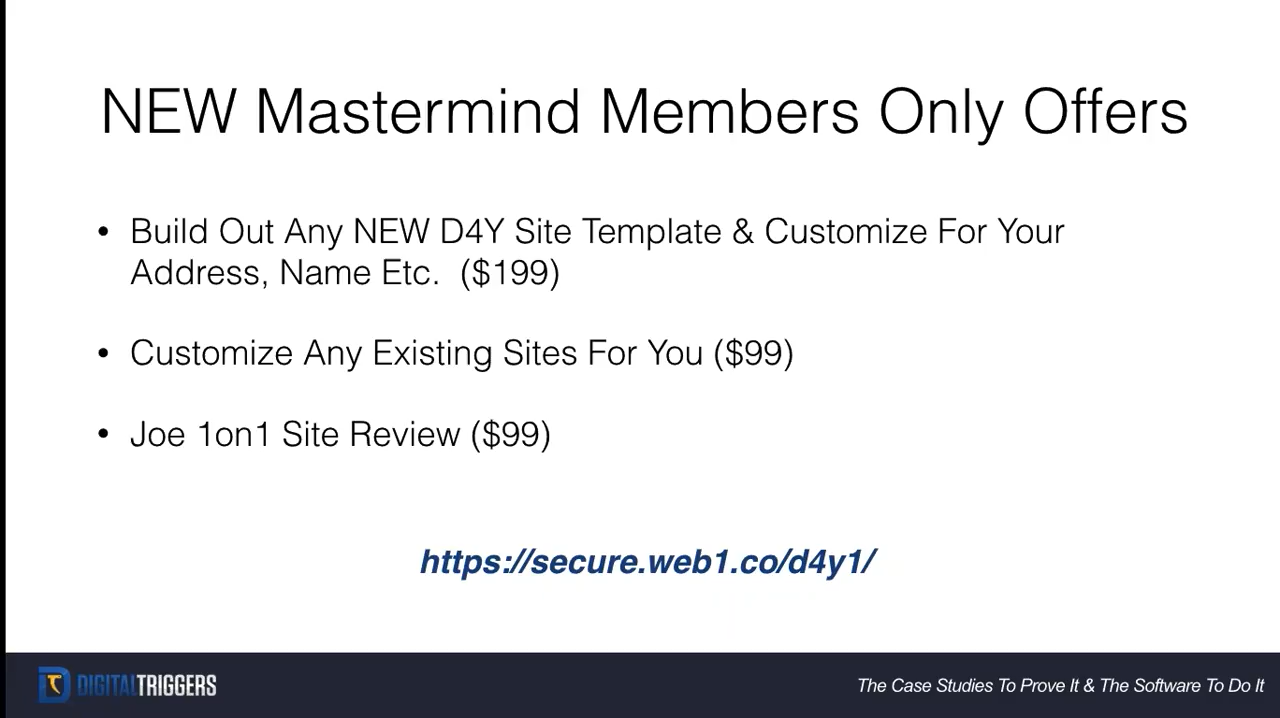 NEW Mastermind Members Only Offers
• Build Out Any NEW D4Y Site Template & Customize For Your
Address, Name Etc.  ($199)
• Customize Any Existing Sites For You ($99)
• Joe 1on1 Site Review ($99)
https://secure.web1.co/d4y1/
DIGITALTRIGGERS
The Case Studies To Prove It & The Software To Do It